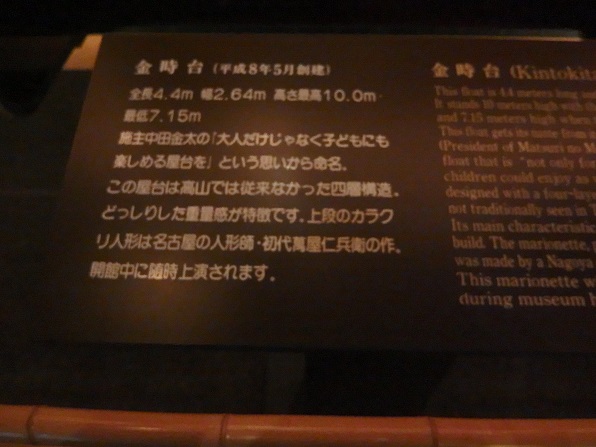 金時台（平成8年5月創建）
全長4.4m 幅2.64m 高さ最高10.0m
最低7.15m
施主中田金太の「大人だけじゃなく子どもにも
楽しめる屋台を」という思いから命名。
この屋台は高山では従来なかった四層構造。
どっしりした重量感が特徴です。上段のカラク
リ人形は名古屋の人形師・初代萬屋仁兵衛の作。
開館中に随時上演されます。
金時台 (Kintokita
This float is 4.4 meters long
It stands 10 meters high with
and 7.15 meters high when
This float gets its name from
(President of Matsuri no M
float that is "not only fo
children could enjoy as
designed with a four-lay
not traditionally seen in
Its main characteristic
build. The marionette,
was made by a Nagoya
This marionette w
during museum h